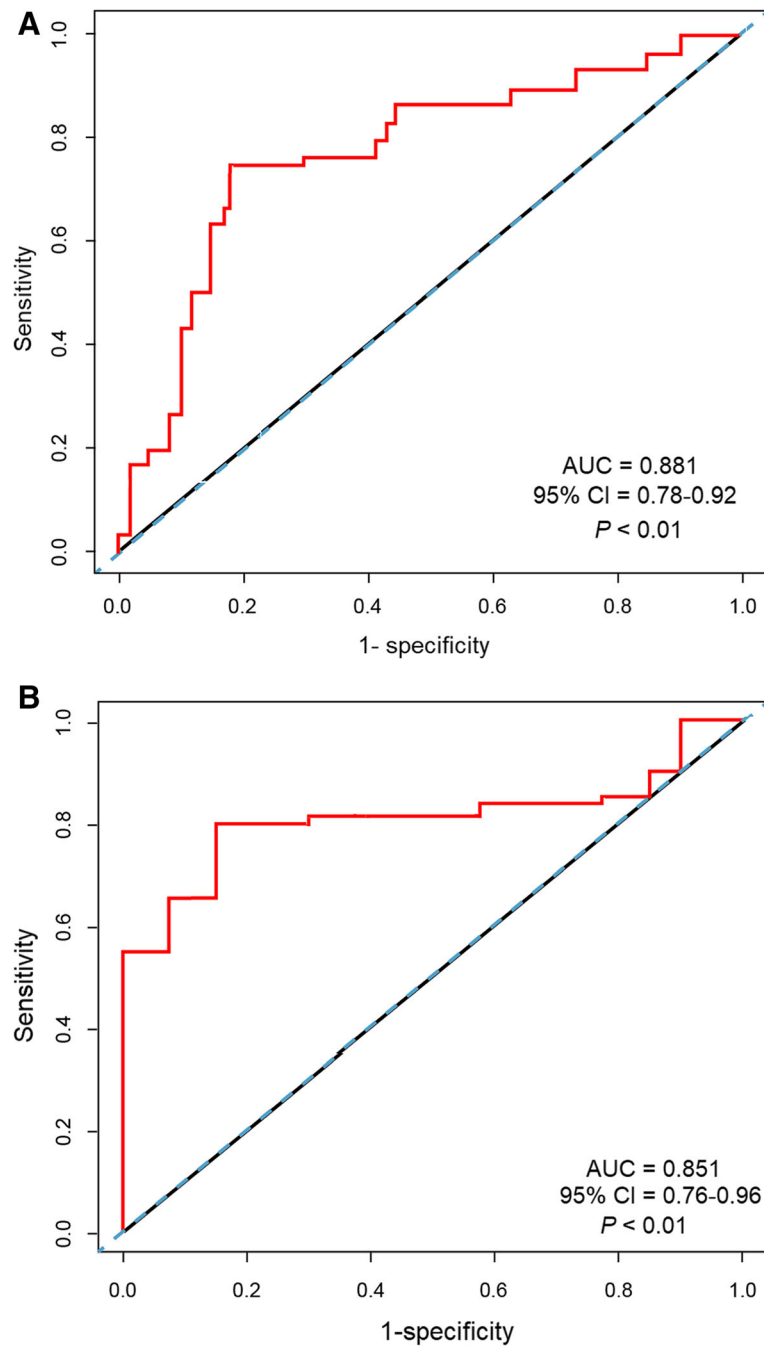 A
1.0
0.8
0.6
0.4
0.2
0.0
Sensitivity
AUC = 0.881
95% CI = 0.78-0.92
P < 0.01
0.0 0.2 0.4 0.6 0.8 1.0
1- specificity
B
1.0
0.8
0.6
0.4
0.2
0.0
Sensitivity
AUC = 0.851
95% CI = 0.76-0.96
P < 0.01
0.0 0.2 0.4 0.6 0.8 1.0
1-specificity